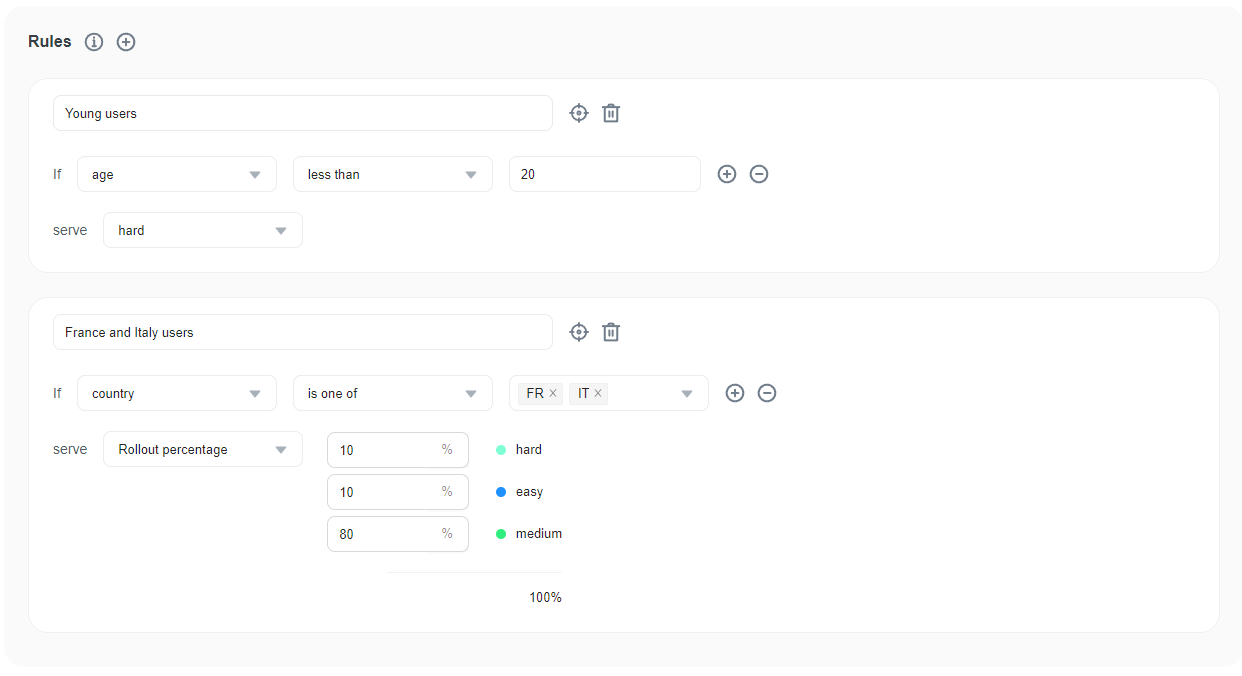 Rules
Young users
If age less than 20
serve hard
France and Italy users
If country is one of FR × IT ×
serve Rollout percentage 10 % hard
10 % easy
80 % medium
100%